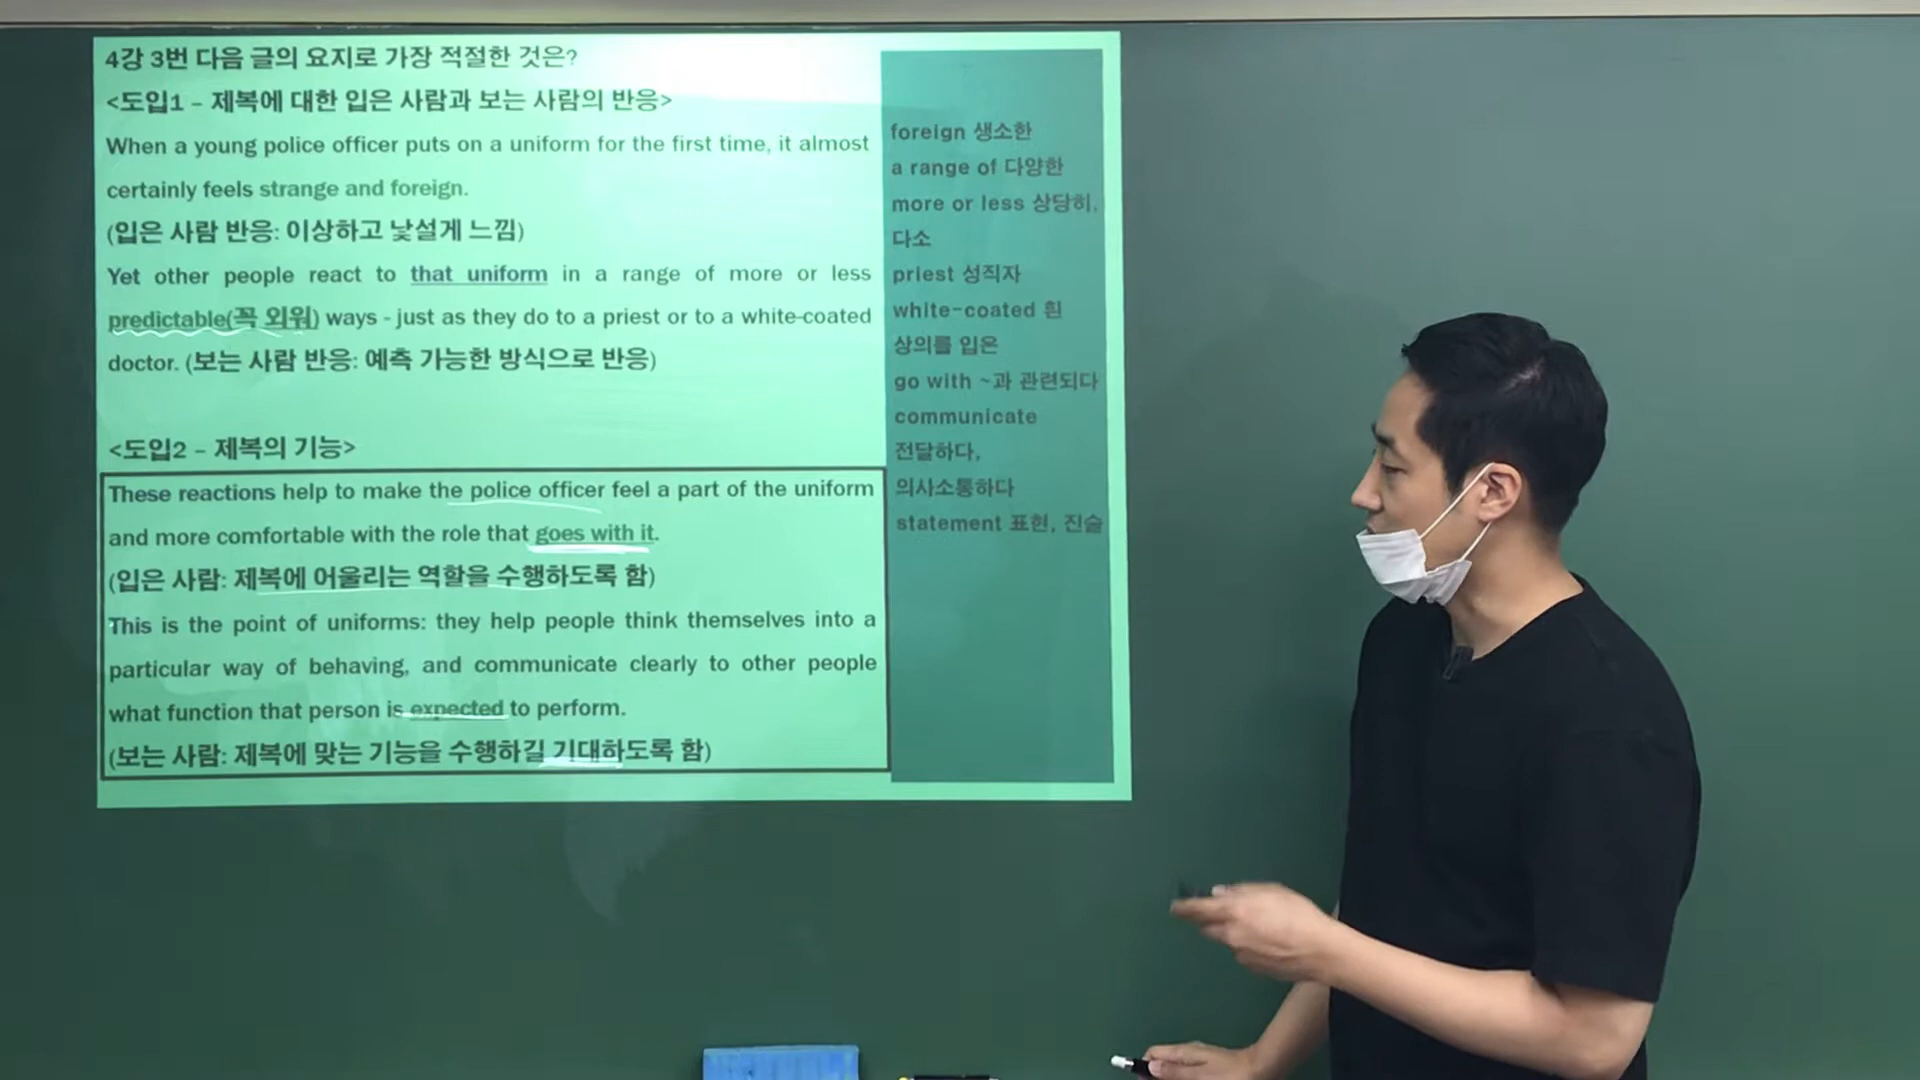 4강 3번 다음 글의 요지로 가장 적절한 것은?
<도입1 – 제복에 대한 입은 사람과 보는 사람의 반응>
When a young police officer puts on a uniform for the first time, it almost
certainly feels strange and foreign.
(입은 사람 반응: 이상하고 낯설게 느낌)
Yet other people react to that uniform in a range of more or less
predictable(꼭 외워) ways - just as they do to a priest or to a white-coated
doctor. (보는 사람 반응: 예측 가능한 방식으로 반응)
<도입2 – 제복의 기능>
These reactions help to make the police officer feel a part of the uniform
and more comfortable with the role that goes with it.
(입은 사람: 제복에 어울리는 역할을 수행하도록 함)
This is the point of uniforms: they help people think themselves into a
particular way of behaving, and communicate clearly to other people
what function that person is expected to perform.
(보는 사람: 제복에 맞는 기능을 수행하길 기대하도록 함)
foreign 생소한
a range of 다양한
more or less 상당히,
다소
priest 성직자
white-coated 흰
상의를 입은
go with ~과 관련되다
communicate
전달하다,
의사소통하다
statement 표현, 진술